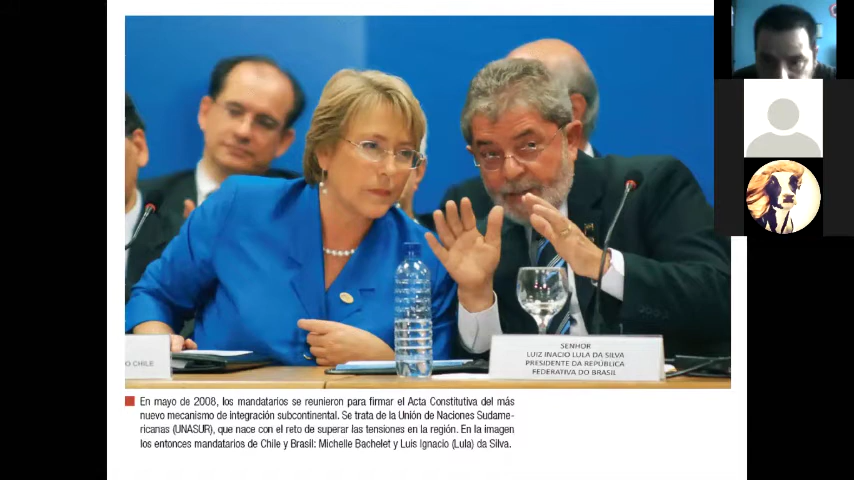 O CHILE
SENHOR
LUIZ INACIO LULA DA SILVA
PRESIDENTE DA REPÚBLICA
FEDERATIVA DO BRASIL
En mayo de 2008, los mandatarios se reunieron para firmar el Acta Constitutiva del más
nuevo mecanismo de integración subcontinental. Se trata de la Unión de Naciones Sudame-
ricanas (UNASUR), que nace con el reto de superar las tensiones en la región. En la imagen
los entonces mandatarios de Chile y Brasil: Michelle Bachelet y Luis Ignacio (Lula) da Silva.